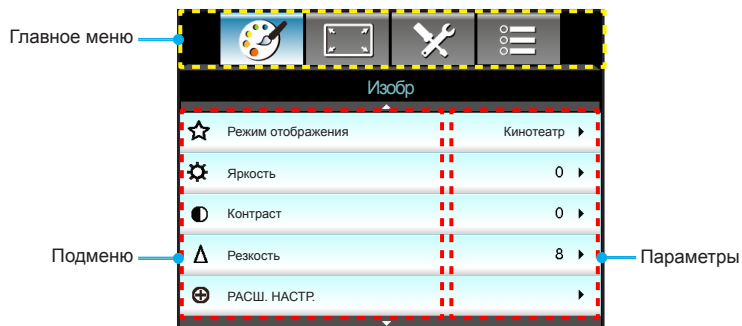 Главное меню
Изобр
Режим отображения Кинотеатр
Яркость 0
Контраст 0
Подменю
Резкость 8
Параметры
РАСШ. НАСТР.